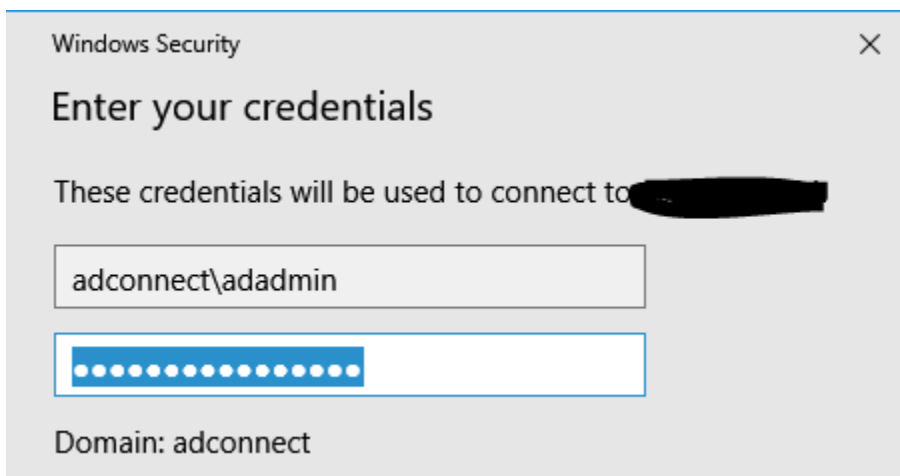 Windows Security
Enter your credentials
These credentials will be used to connect to
adconnect\adadmin
●●●●●●●●●●●●●●●●
Domain: adconnect